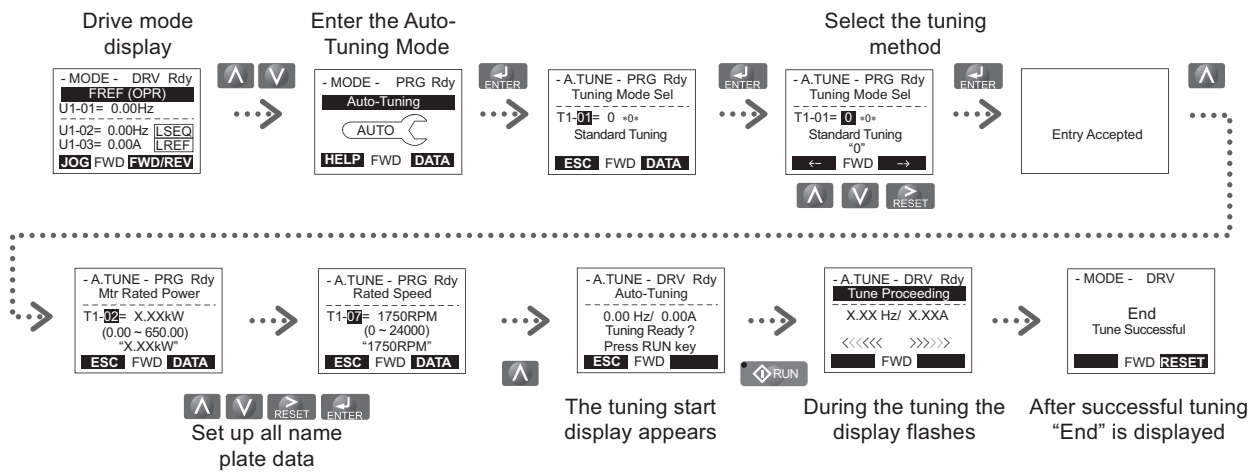 Drive mode
display
- MODE - DRV Rdy
FREF (OPR)
U1-01= 0.00Hz
U1-02= 0.00Hz LSEQ
U1-03= 0.00A LREF
JOG FWD FWD/REV
Enter the Auto-
Tuning Mode
- MODE - PRG Rdy
Auto-Tuning
AUTO
HELP FWD DATA
ENTER
- A.TUNE - PRG Rdy
Tuning Mode Sel
T1-01= 0 *0*
Standard Tuning
ESC FWD DATA
ENTER
Select the tuning
method
- A.TUNE - PRG Rdy
Tuning Mode Sel
T1-01= 0 *0*
Standard Tuning
“0”
← FWD →
RESET
ENTER
Entry Accepted
- A.TUNE - PRG Rdy
Mtr Rated Power
T1-02= X.XXkW
(0.00 ~ 650.00)
“X.XXkW”
ESC FWD DATA
- A.TUNE - PRG Rdy
Rated Speed
T1-07= 1750RPM
(0 ~ 24000)
“1750RPM”
ESC FWD DATA
RESET ENTER
Set up all name
plate data
- A.TUNE - DRV Rdy
Auto-Tuning
0.00 Hz/ 0.00A
Tuning Ready ?
Press RUN key
ESC FWD
The tuning start
display appears
RUN
- A.TUNE - DRV Rdy
Tune Proceeding
X.XX Hz/ X.XXA
<<<<<< >>>>>>
FWD
During the tuning the
display flashes
- MODE - DRV
End
Tune Successful
FWD RESET
After successful tuning
“End” is displayed